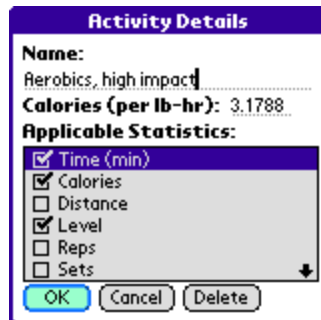 Activity Details
Name:
Aerobics, high impact
Calories (per lb-hr): 3.1788
Applicable Statistics:
Time (min)
Calories
Distance
Level
Reps
Sets
OK Cancel Delete